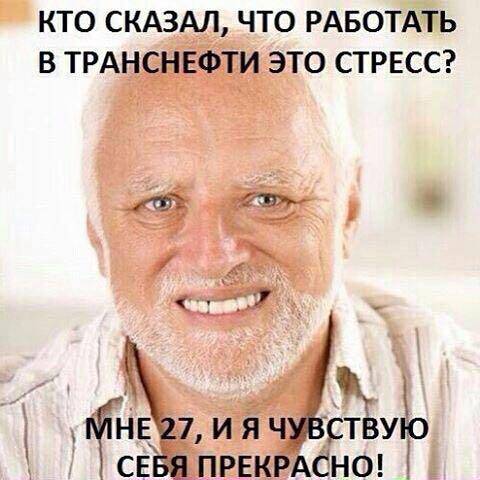 КТО СКАЗАЛ, ЧТО РАБОТАТЬ
В ТРАНСНЕФТИ ЭТО СТРЕСС?
МНЕ 27, И Я ЧУВСТВУЮ
СЕБЯ ПРЕКРАСНО!